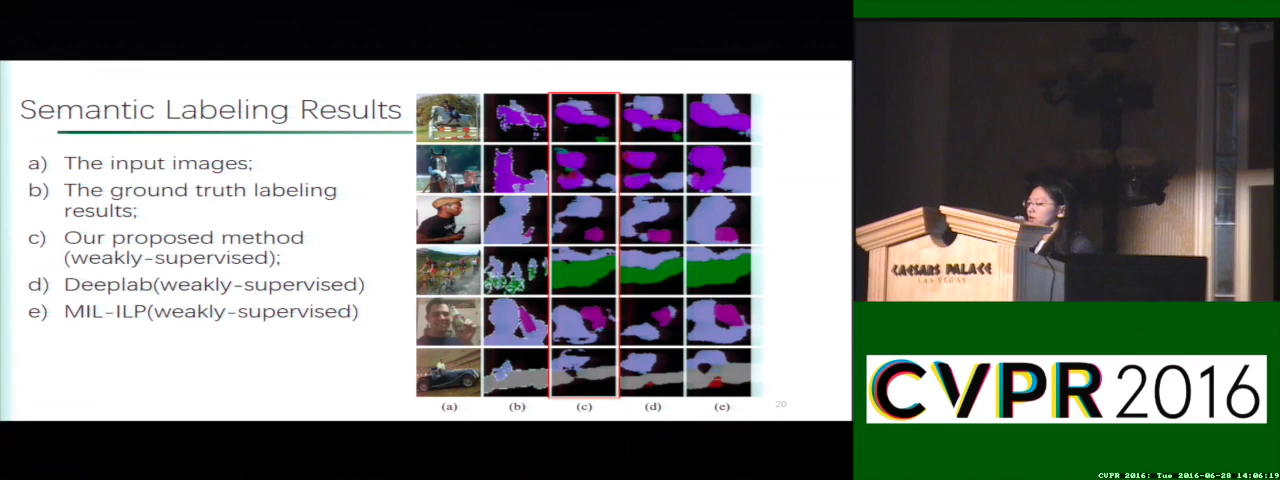 Semantic Labeling Results
a) The input images;
b) The ground truth labeling
results;
c) Our proposed method
(weakly-supervised);
d) Deeplab(weakly-supervised)
e) MIL-ILP(weakly-supervised)
(a) (b) (c) (d) (e)
20
CAESARS PALACE
LAS VEGAS
CVPR 2016
CVPR 2016: Tue 2016-06-28 14:06:19